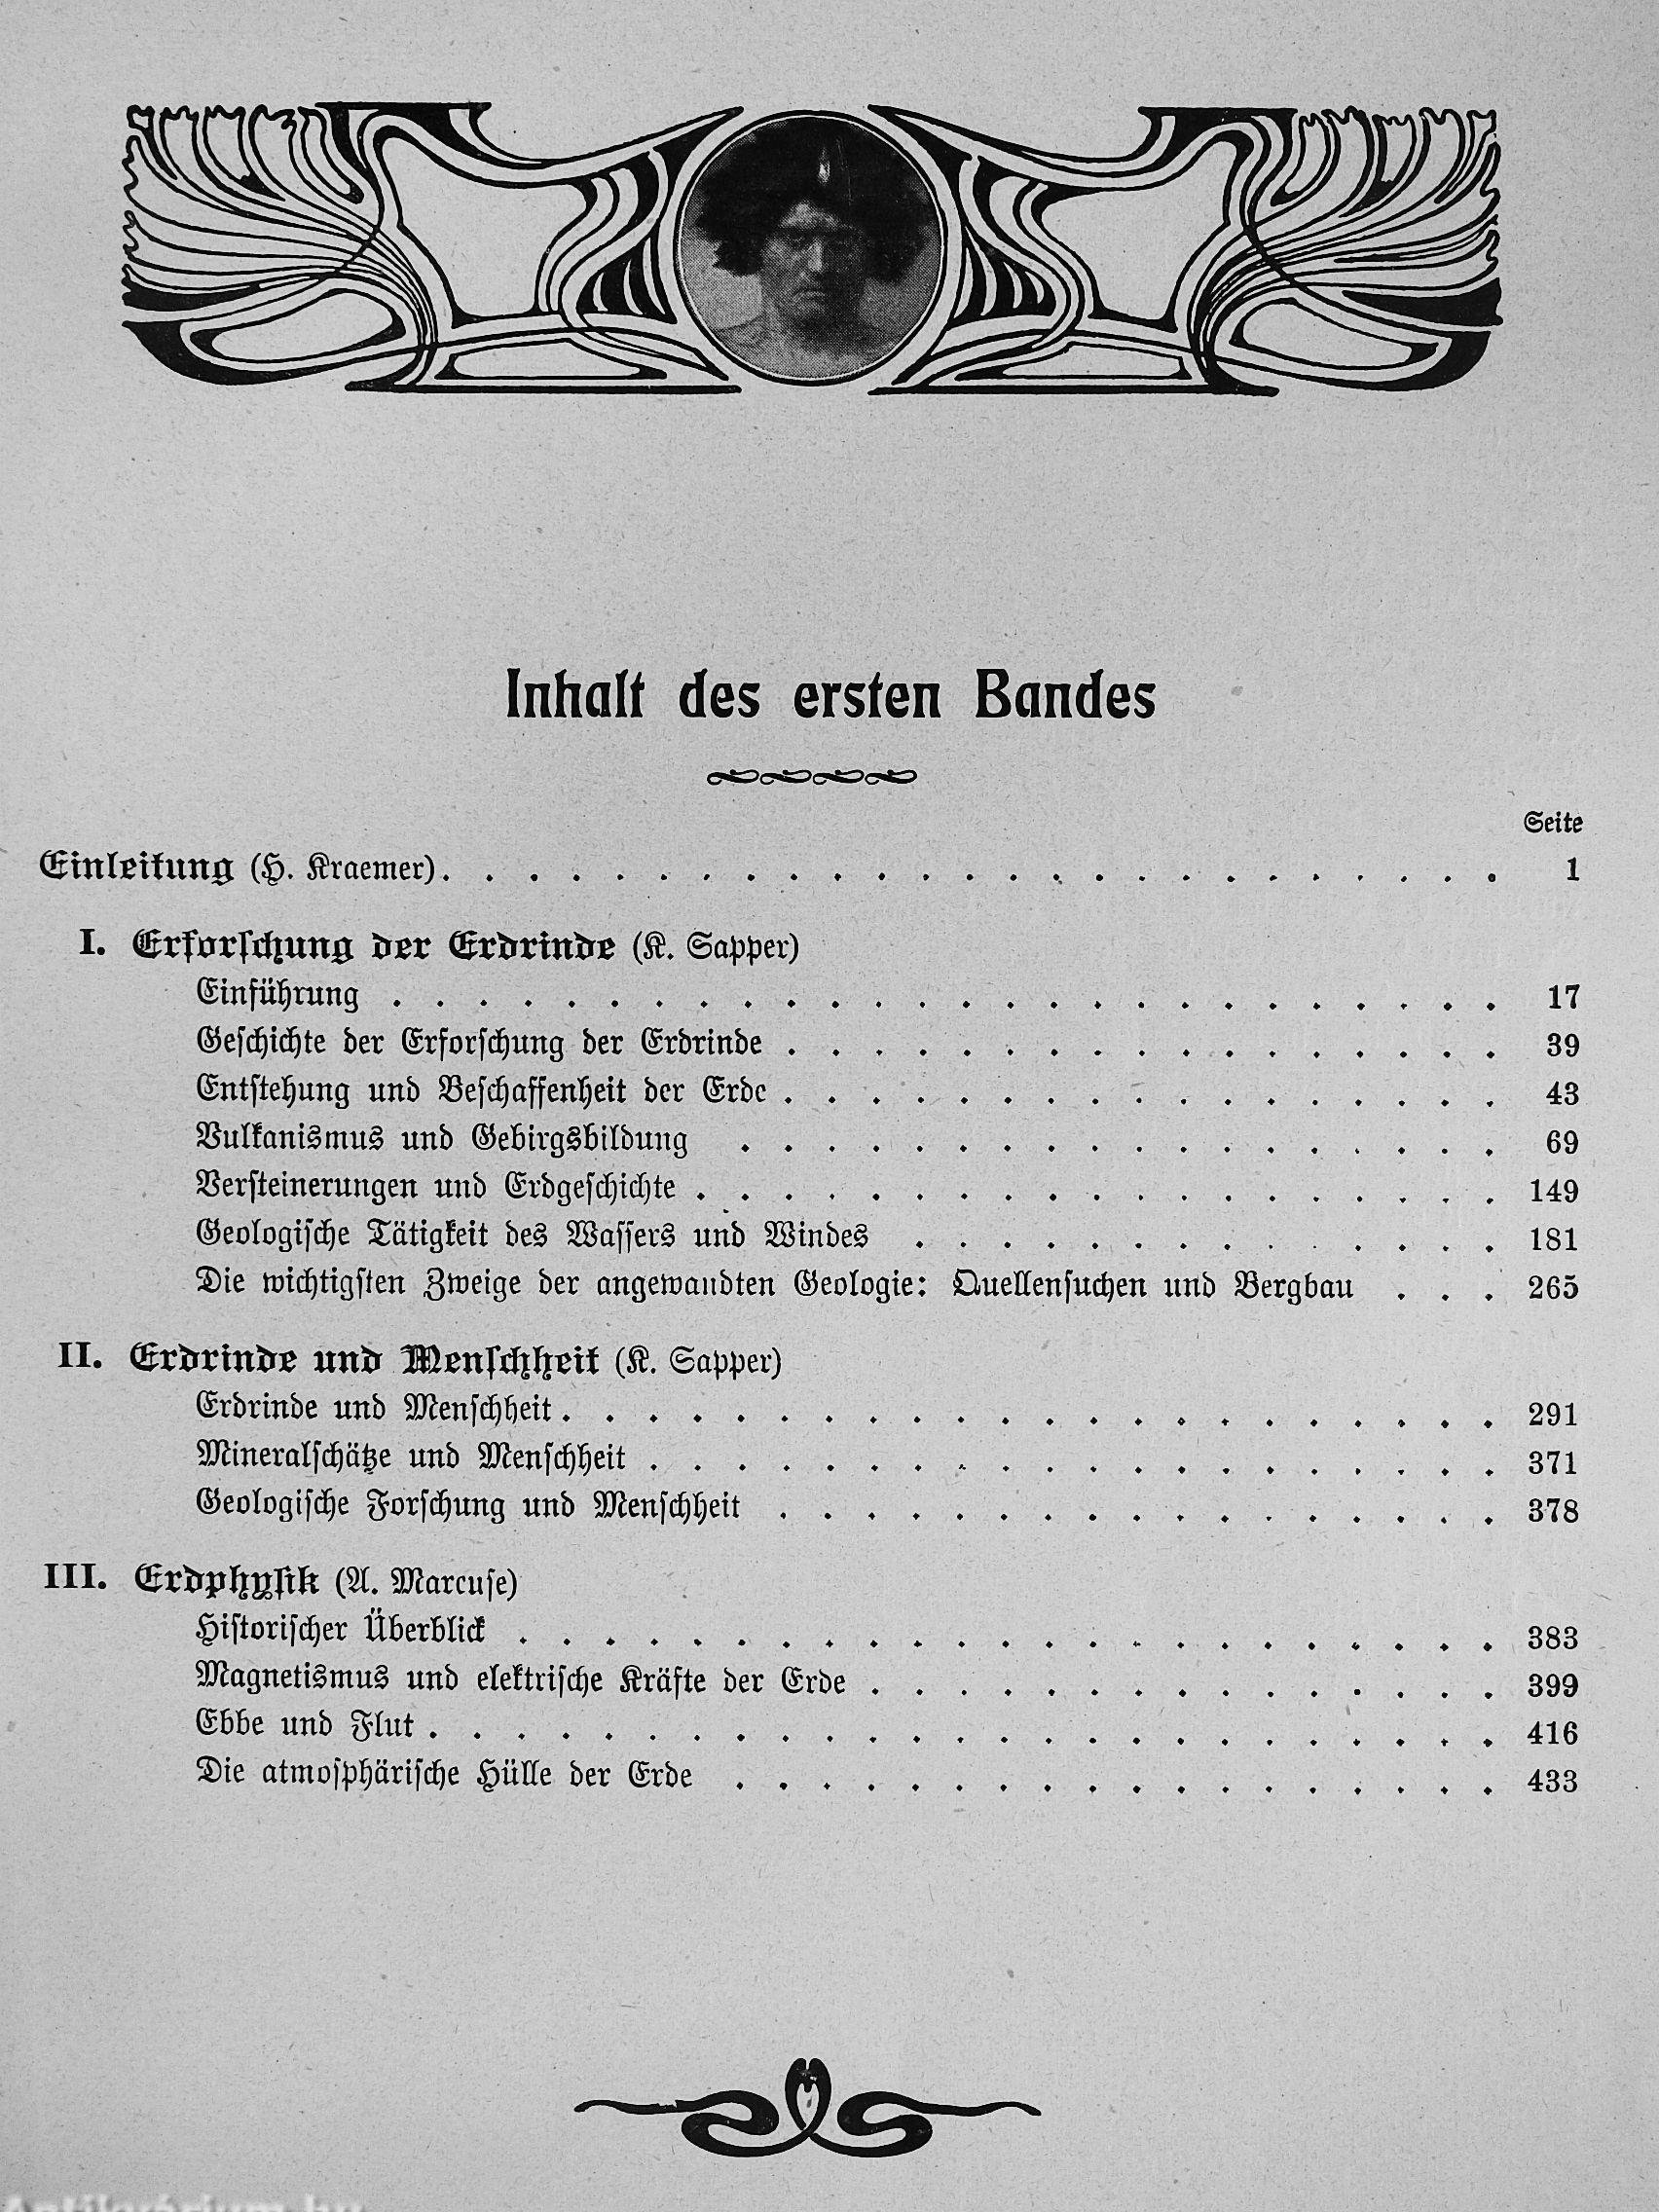 Inhalt des ersten Bandes
Seite
Einleitung (H. Kraemer). . . . . . . . . . . . . . . . . . . . . . . . . 1
I. Erforſchung der Erdrinde (K. Sapper)
Einführung . . . . . . . . . . . . . . . . . . . . . . . . . . 17
Geſchichte der Erforſchung der Erdrinde . . . . . . . . . . . . . . . . . 39
Entſtehung und Beſchaffenheit der Erde . . . . . . . . . . . . . . . . . 43
Vulkanismus und Gebirgsbildung . . . . . . . . . . . . . . . . . . 69
Verſteinerungen und Erdgeſchichte . . . . . . . . . . . . . . . . . . . 149
Geologiſche Tätigkeit des Waſſers und Windes . . . . . . . . . . . . . . 181
Die wichtigſten Zweige der angewandten Geologie: Quellenſuchen und Bergbau . . . 265
II. Erdrinde und Menſchheit (K. Sapper)
Erdrinde und Menſchheit . . . . . . . . . . . . . . . . . . . . . . 291
Mineralſchätze und Menſchheit . . . . . . . . . . . . . . . . . . . . 371
Geologiſche Forſchung und Menſchheit . . . . . . . . . . . . . . . . . 378
III. Erdphyſik (A. Marcuſe)
Hiſtoriſcher Überblick . . . . . . . . . . . . . . . . . . . . . . . 383
Magnetismus und elektriſche Kräfte der Erde . . . . . . . . . . . . . . . 399
Ebbe und Flut . . . . . . . . . . . . . . . . . . . . . . . . . 416
Die atmoſphäriſche Hülle der Erde . . . . . . . . . . . . . . . . . . 433